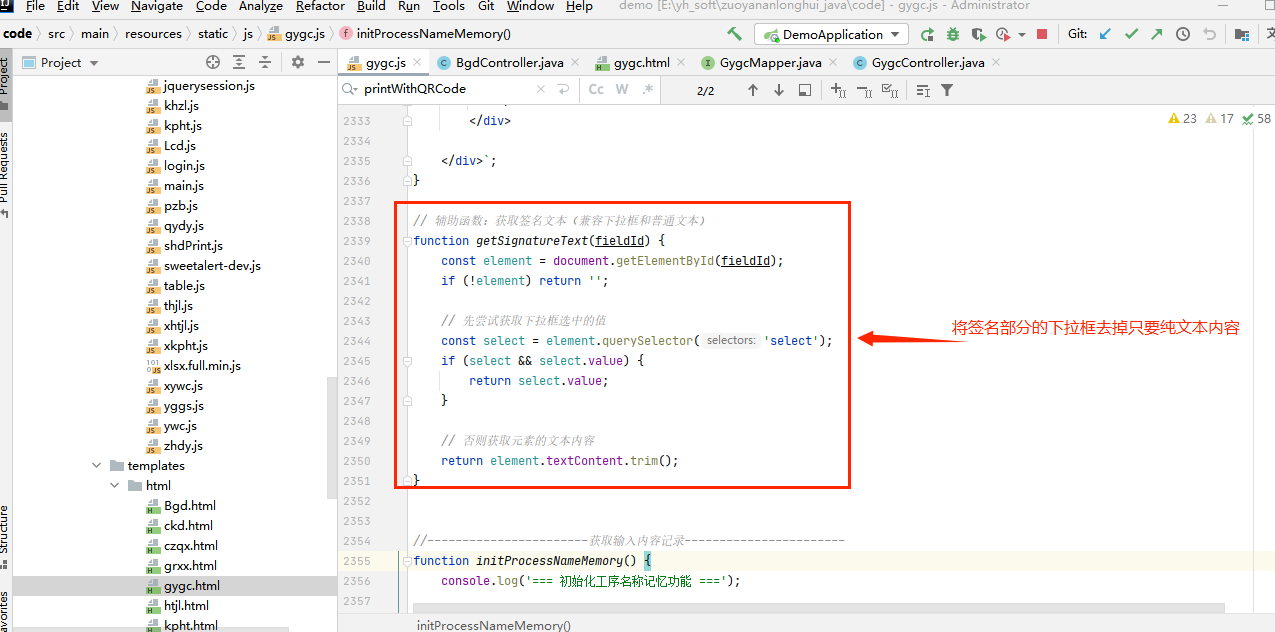 File Edit View Navigate Code Analyze Refactor Build Run Tools Git Window Help demo [E:\yh_soft\zuoyananlonghui_java\code] - gygc.js - Administrator
code src main resources static js gygc.js initProcessNameMemory() DemoApplication Git:
Project
gygc.js BgdController.java gygc.html GygcMapper.java GygcController.java
printWithQRCode Cc W .* 2/2
Project
Pull Requests
Structure
Favorites
jquerysession.js
khzl.js
kpht.js
Lcd.js
login.js
main.js
pzb.js
qydy.js
shdPrint.js
sweetalert-dev.js
table.js
thjl.js
xhtjl.js
xkpht.js
xlsx.full.min.js
xywc.js
yggs.js
ywc.js
zhdy.js
templates
html
Bgd.html
ckd.html
czqx.html
grxx.html
gygc.html
htjl.html
kpht.html
23 17 58
2333 </div>
2334
2335 </div>`;
2336 }
2337
2338 // 辅助函数：获取签名文本（兼容下拉框和普通文本）
2339 function getSignatureText(fieldId) {
2340 const element = document.getElementById(fieldId);
2341 if (!element) return '';
2342
2343 // 先尝试获取下拉框选中的值
2344 const select = element.querySelector( selectors: 'select');
2345 if (select && select.value) {
2346 return select.value;
2347 }
2348
2349 // 否则获取元素的文本内容
2350 return element.textContent.trim();
2351 }
2352
2353
2354 //-----------------------获取输入内容记录-----------------------
2355 function initProcessNameMemory() {
2356 console.log('=== 初始化工序名称记忆功能 ===');
2357
将签名部分的下拉框去掉只要纯文本内容
initProcessNameMemory()